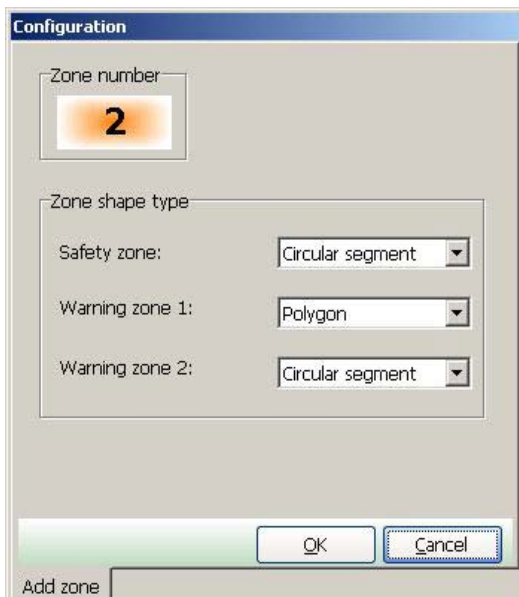 Configuration
Zone number
2
Zone shape type
Safety zone: Circular segment
Warning zone 1: Polygon
Warning zone 2: Circular segment
OK Cancel
Add zone